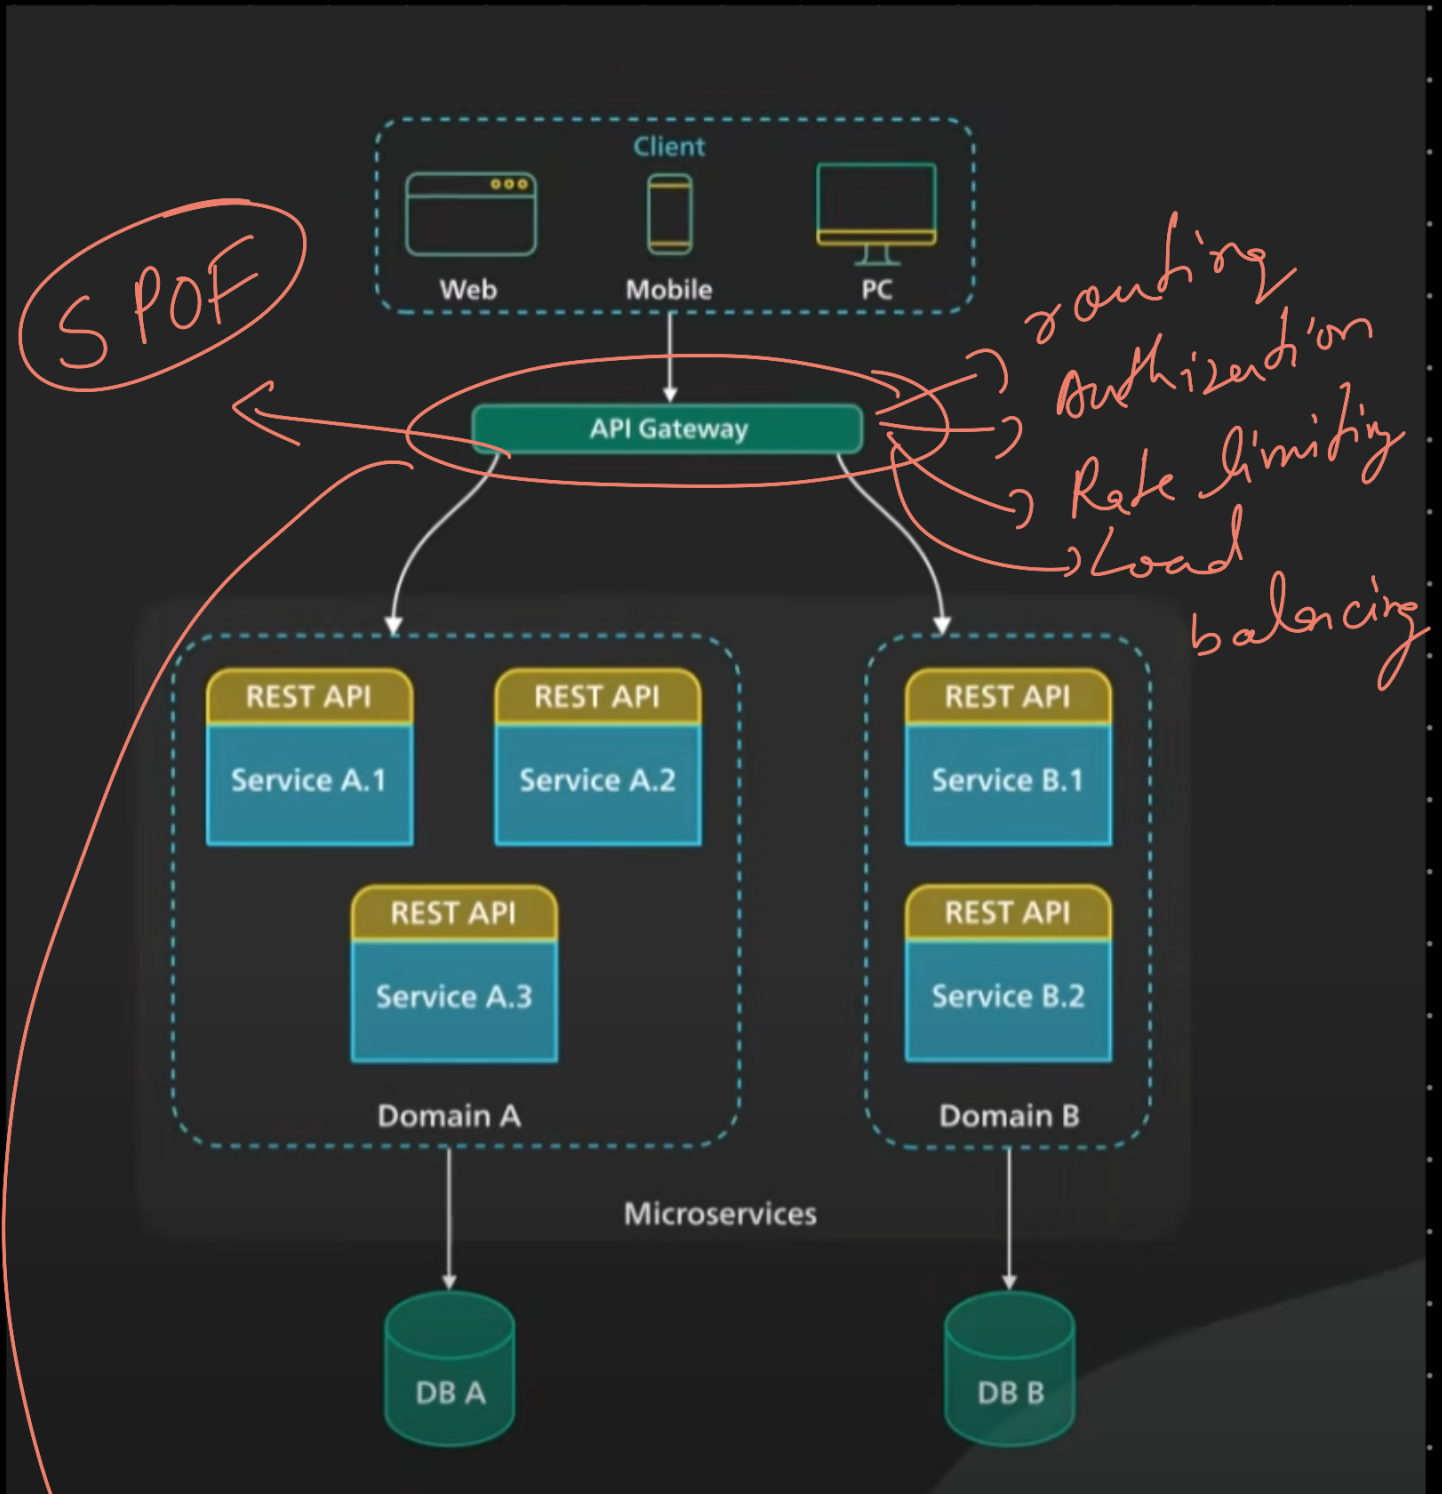 Client
Web Mobile PC
SPOF
routing
API Gateway
Authization
Rate limiting
Load
balancing
REST API REST API REST API
Service A.1 Service A.2 Service B.1
REST API REST API
Service A.3 Service B.2
Domain A Domain B
Microservices
DB A DB B